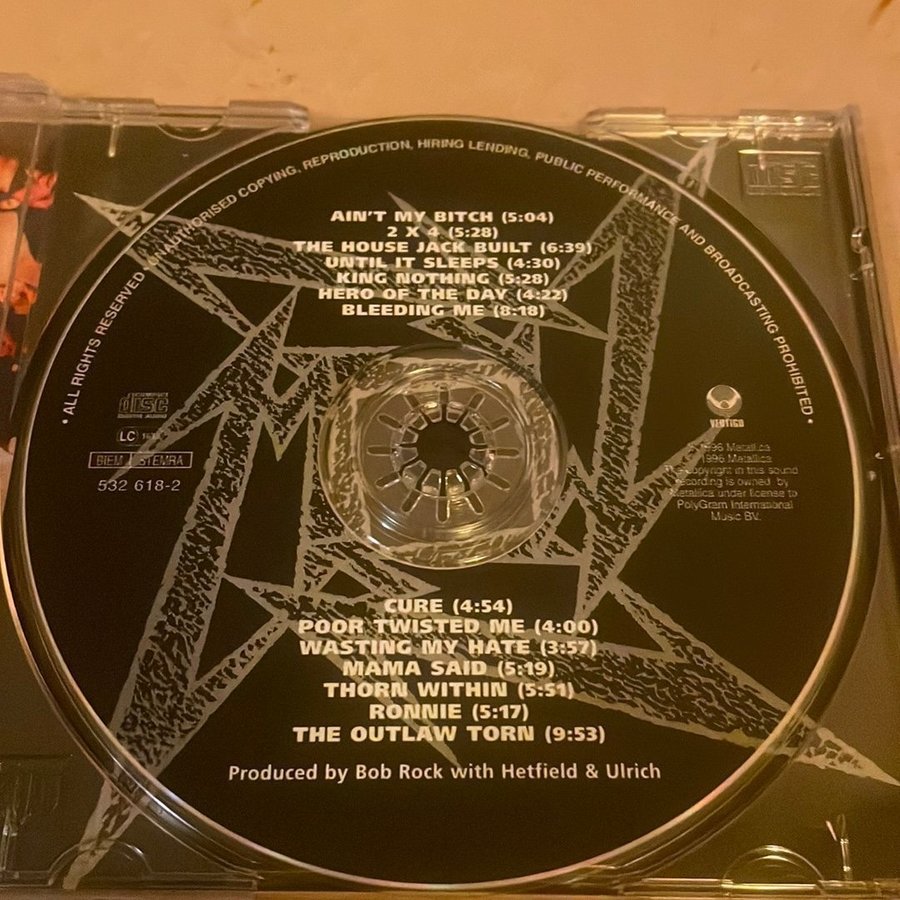 • ALL RIGHTS RESERVED UNAUTHORISED COPYING, REPRODUCTION, HIRING LENDING, PUBLIC PERFORMANCE AND BROADCASTING PROHIBITED •
AIN'T MY BITCH (5:04)
2 X 4 (5:28)
THE HOUSE JACK BUILT (6:39)
UNTIL IT SLEEPS (4:30)
KING NOTHING (5:28)
HERO OF THE DAY (4:22)
BLEEDING ME (8:18)
disc
LC
BIEM STEMRA
532 618-2
VERTIGO
1996 Metallica
1996 Metallica
The copyright in this sound
recording is owned by
Metallica under license to
PolyGram International
Music BV.
CURE (4:54)
POOR TWISTED ME (4:00)
WASTING MY HATE (3:57)
MAMA SAID (5:19)
THORN WITHIN (5:51)
RONNIE (5:17)
THE OUTLAW TORN (9:53)
Produced by Bob Rock with Hetfield & Ulrich
disc